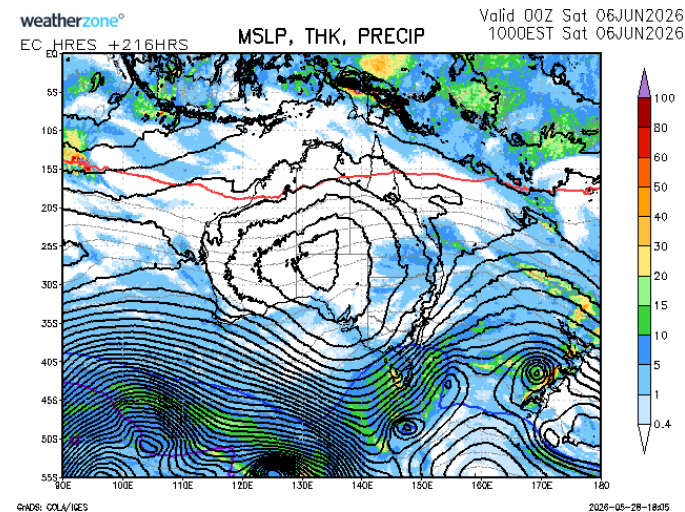 weatherzone°
Valid 00Z Sat 06JUN2026
EC HRES +216HRS
MSLP, THK, PRECIP
1000EST Sat 06JUN2026
EQ
5S
10S
15S
20S
25S
30S
35S
40S
45S
50S
55S
90E 100E 110E 120E 130E 140E 150E 160E 170E 180
100
80
60
50
40
30
20
15
10
5
1
0.4
GrADS: COLA/IGES
2026-05-28-18:05